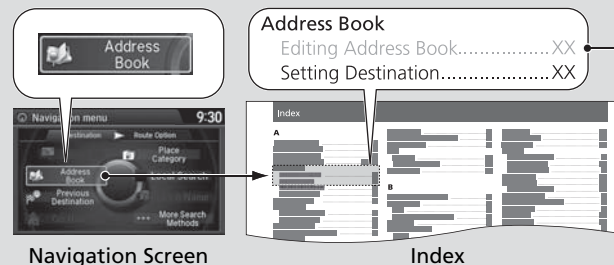 Address
Book
Address Book
Editing Address Book................XX
Setting Destination....................XX
Navigation menu
9:30
Destination
Route Option
Place
Category
Address
Book
Local Search
Previous
Destination
More Search
Methods
Index
A
B
Navigation Screen
Index